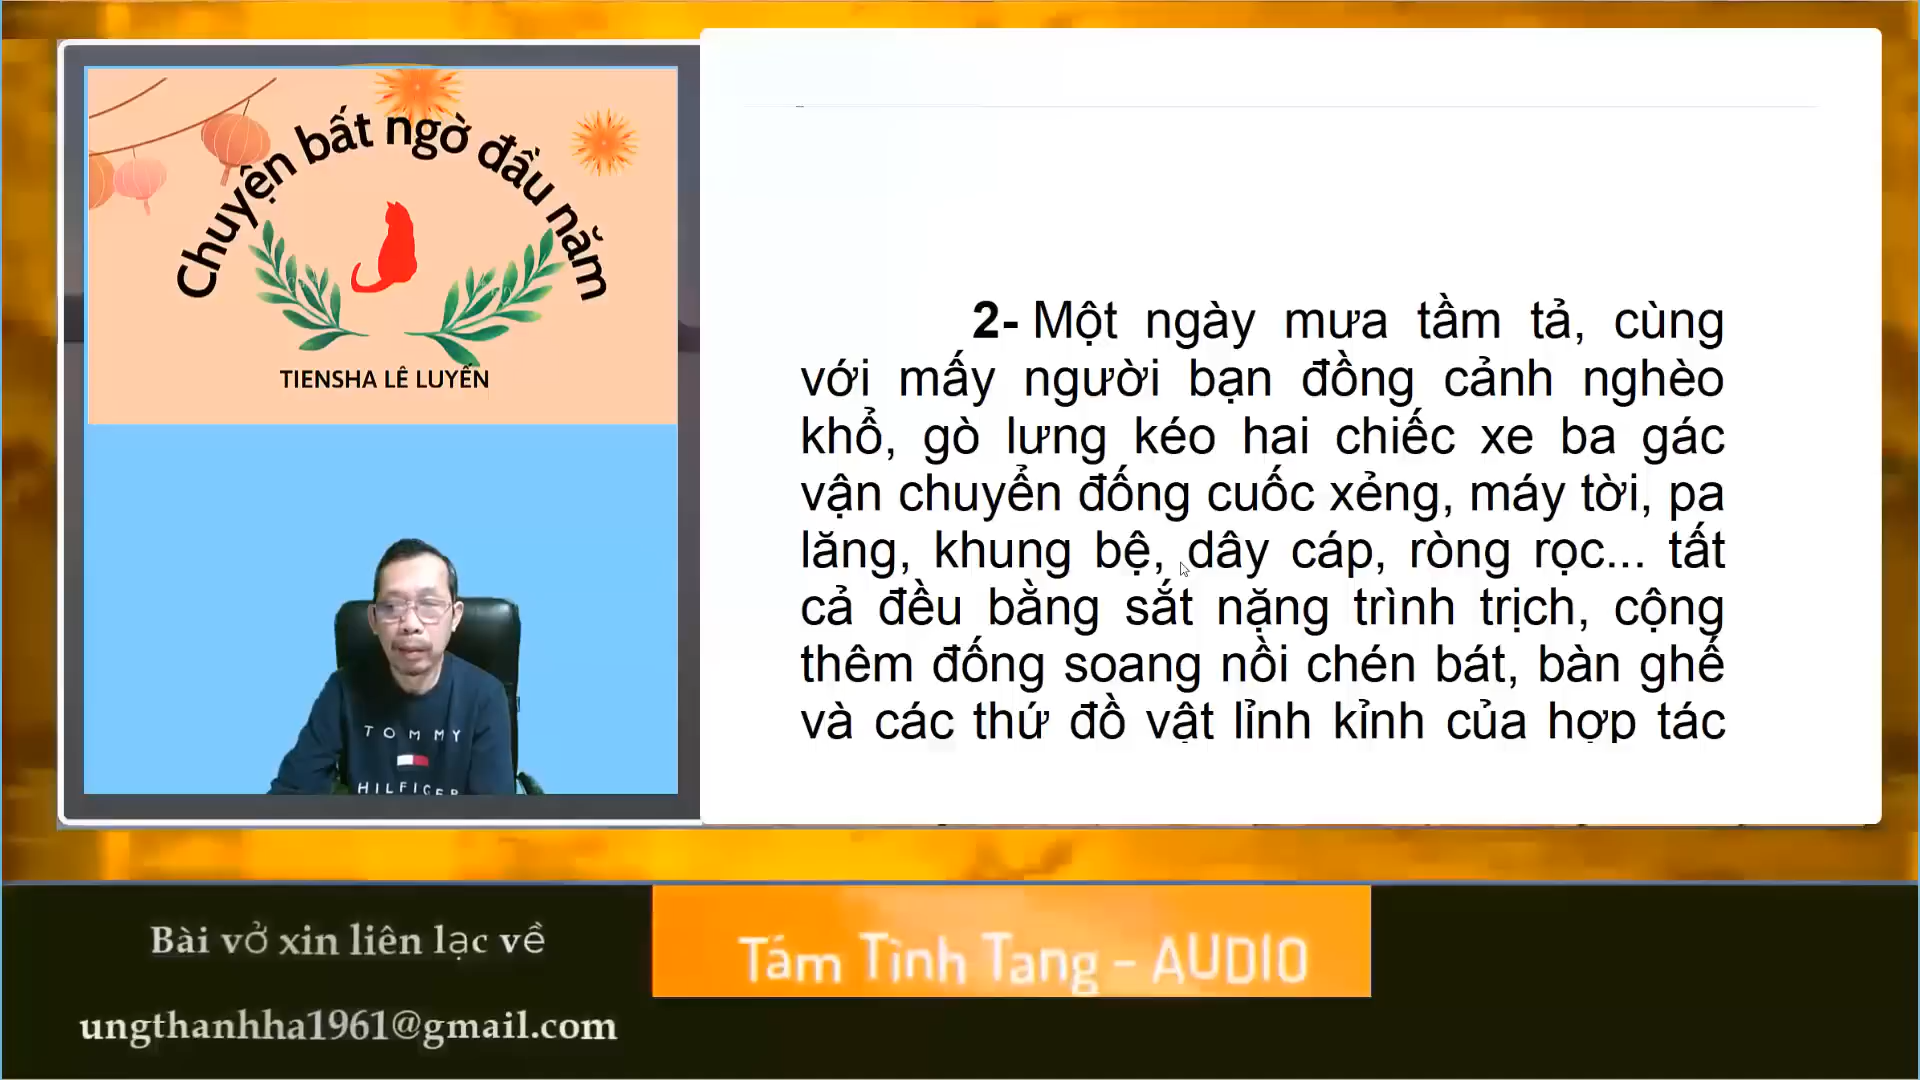 Chuyện bất ngờ đầu năm
TIENSHA LÊ LUYẾN
TOMMY
HILFIGER
2- Một ngày mưa tầm tả, cùng
với mấy người bạn đồng cảnh nghèo
khổ, gò lưng kéo hai chiếc xe ba gác
vận chuyển đống cuốc xẻng, máy tời, pa
lăng, khung bệ, dây cáp, ròng rọc... tất
cả đều bằng sắt nặng trình trịch, cộng
thêm đống soang nồi chén bát, bàn ghế
và các thứ đồ vật lỉnh kỉnh của hợp tác
Bài vở xin liên lạc về
ungthanhha1961@gmail.com
Tám Tình Tang – AUDIO